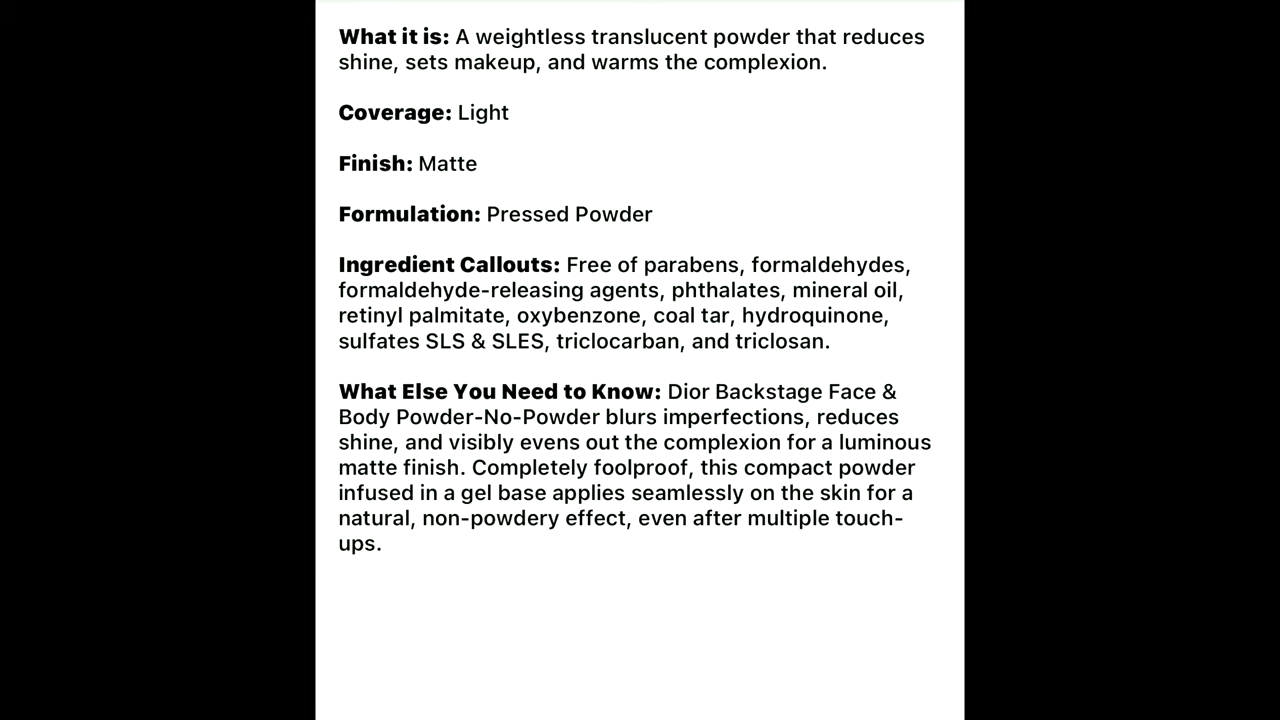 What it is: A weightless translucent powder that reduces
shine, sets makeup, and warms the complexion.
Coverage: Light
Finish: Matte
Formulation: Pressed Powder
Ingredient Callouts: Free of parabens, formaldehydes,
formaldehyde-releasing agents, phthalates, mineral oil,
retinyl palmitate, oxybenzone, coal tar, hydroquinone,
sulfates SLS & SLES, triclocarban, and triclosan.
What Else You Need to Know: Dior Backstage Face &
Body Powder-No-Powder blurs imperfections, reduces
shine, and visibly evens out the complexion for a luminous
matte finish. Completely foolproof, this compact powder
infused in a gel base applies seamlessly on the skin for a
natural, non-powdery effect, even after multiple touch-
ups.